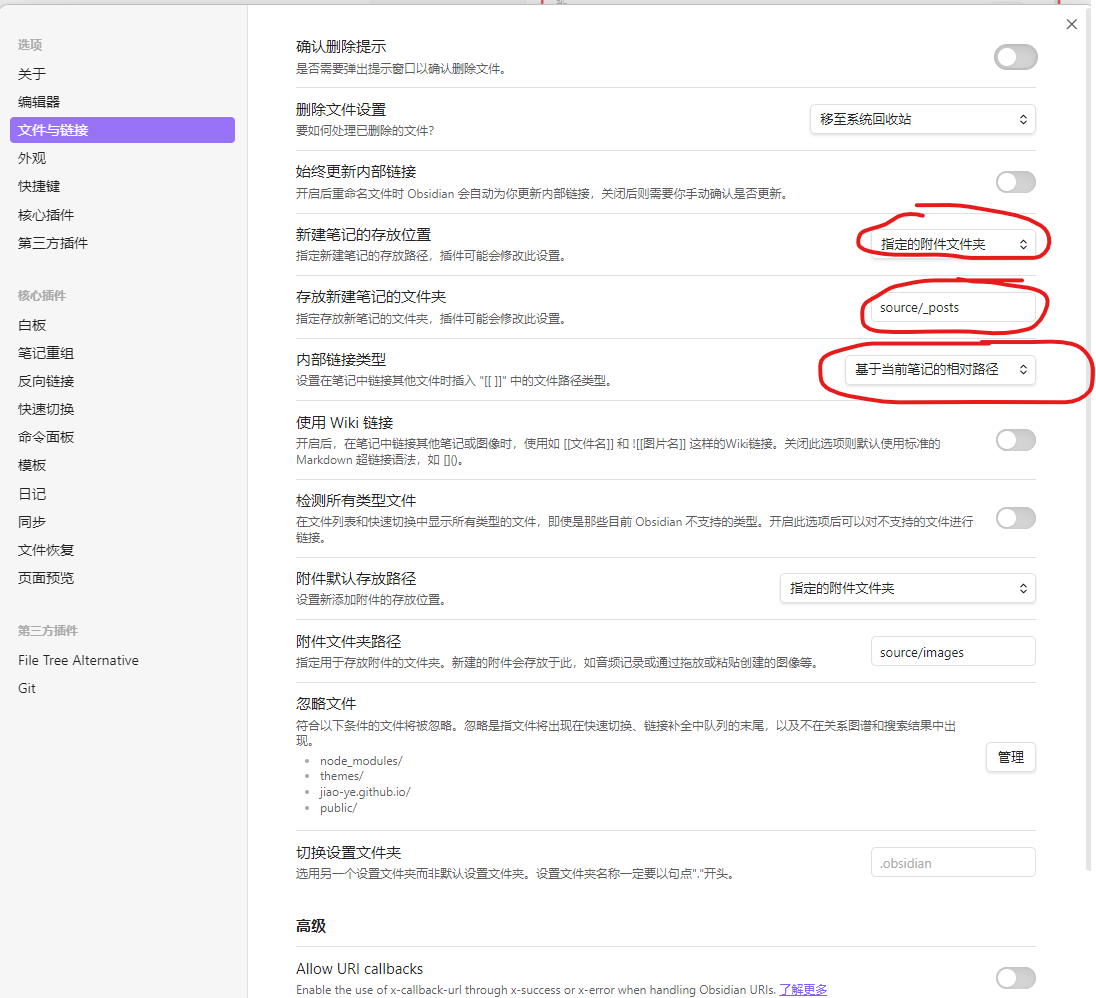 选项
关于
编辑器
文件与链接
外观
快捷键
核心插件
第三方插件
核心插件
白板
笔记重组
反向链接
快速切换
命令面板
模板
日记
同步
文件恢复
页面预览
第三方插件
File Tree Alternative
Git
确认删除提示
是否需要弹出提示窗口以确认删除文件。
删除文件设置
要如何处理已删除的文件?
移至系统回收站
始终更新内部链接
开启后重命名文件时 Obsidian 会自动为你更新内部链接，关闭后则需要你手动确认是否更新。
新建笔记的存放位置
指定新建笔记的存放路径，插件可能会修改此设置。
指定的附件文件夹
存放新建笔记的文件夹
指定存放新笔记的文件夹，插件可能会修改此设置。
source/_posts
内部链接类型
设置在笔记中链接其他文件时插入 "[[ ]]" 中的文件路径类型。
基于当前笔记的相对路径
使用 Wiki 链接
开启后，在笔记中链接其他笔记或图像时，使用如 [[文件名]] 和 ![[图片名]] 这样的Wiki链接。关闭此选项则默认使用标准的
Markdown 超链接语法，如 []()。
检测所有类型文件
在文件列表和快速切换中显示所有类型的文件，即使是那些目前 Obsidian 不支持的类型。开启此选项后可以对不支持的文件进行
链接。
附件默认存放路径
设置新添加附件的存放位置。
指定的附件文件夹
附件文件夹路径
指定用于存放附件的文件夹。新建的附件会存放于此，如音频记录或通过拖放或粘贴创建的图像等。
source/images
忽略文件
符合以下条件的文件将被忽略。忽略是指文件将出现在快速切换、链接补全中队列的末尾，以及不在关系图谱和搜索结果中出
现。
node_modules/
themes/
jiao-ye.github.io/
public/
管理
切换设置文件夹
选用另一个设置文件夹而非默认设置文件夹。设置文件夹名称一定要以句点"."开头。
.obsidian
高级
Allow URI callbacks
Enable the use of x-callback-url through x-success or x-error when handling Obsidian URIs. 了解更多